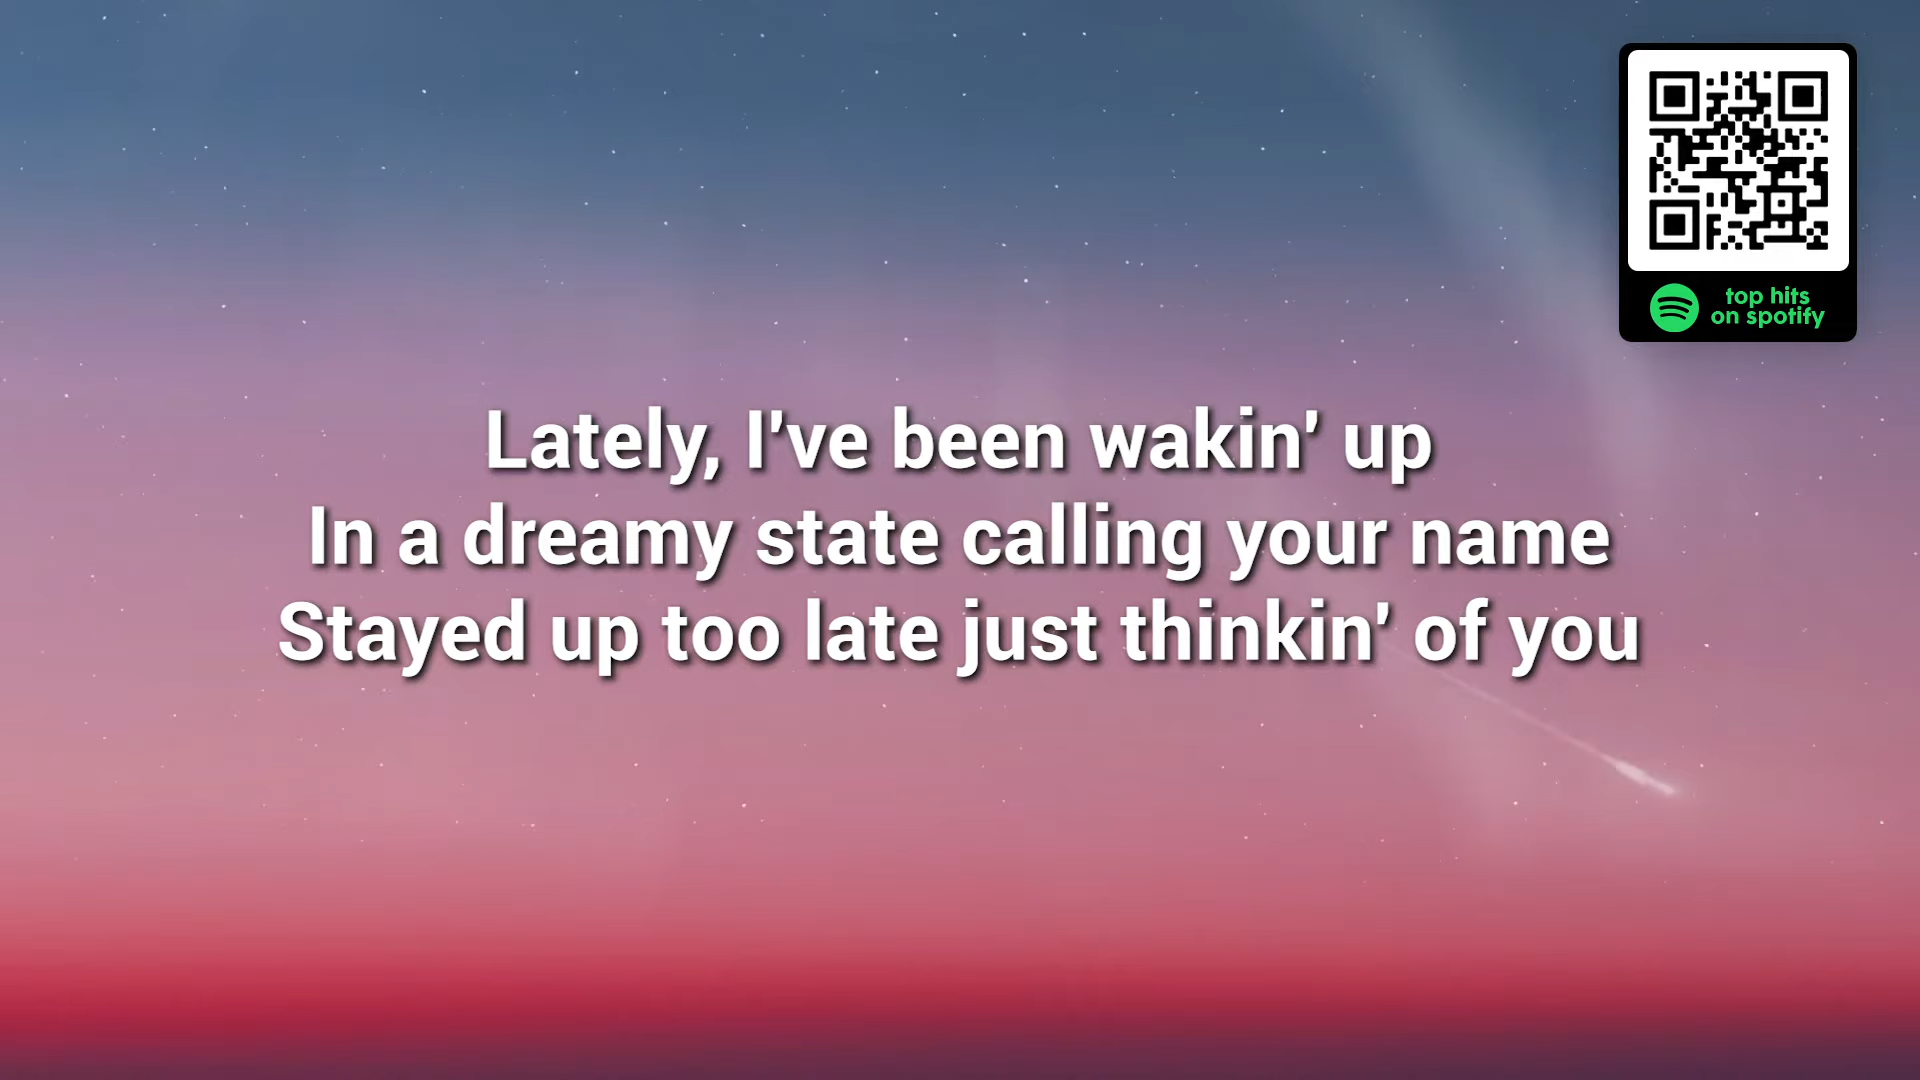 top hits
on spotify
Lately, I've been wakin' up
In a dreamy state calling your name
Stayed up too late just thinkin' of you